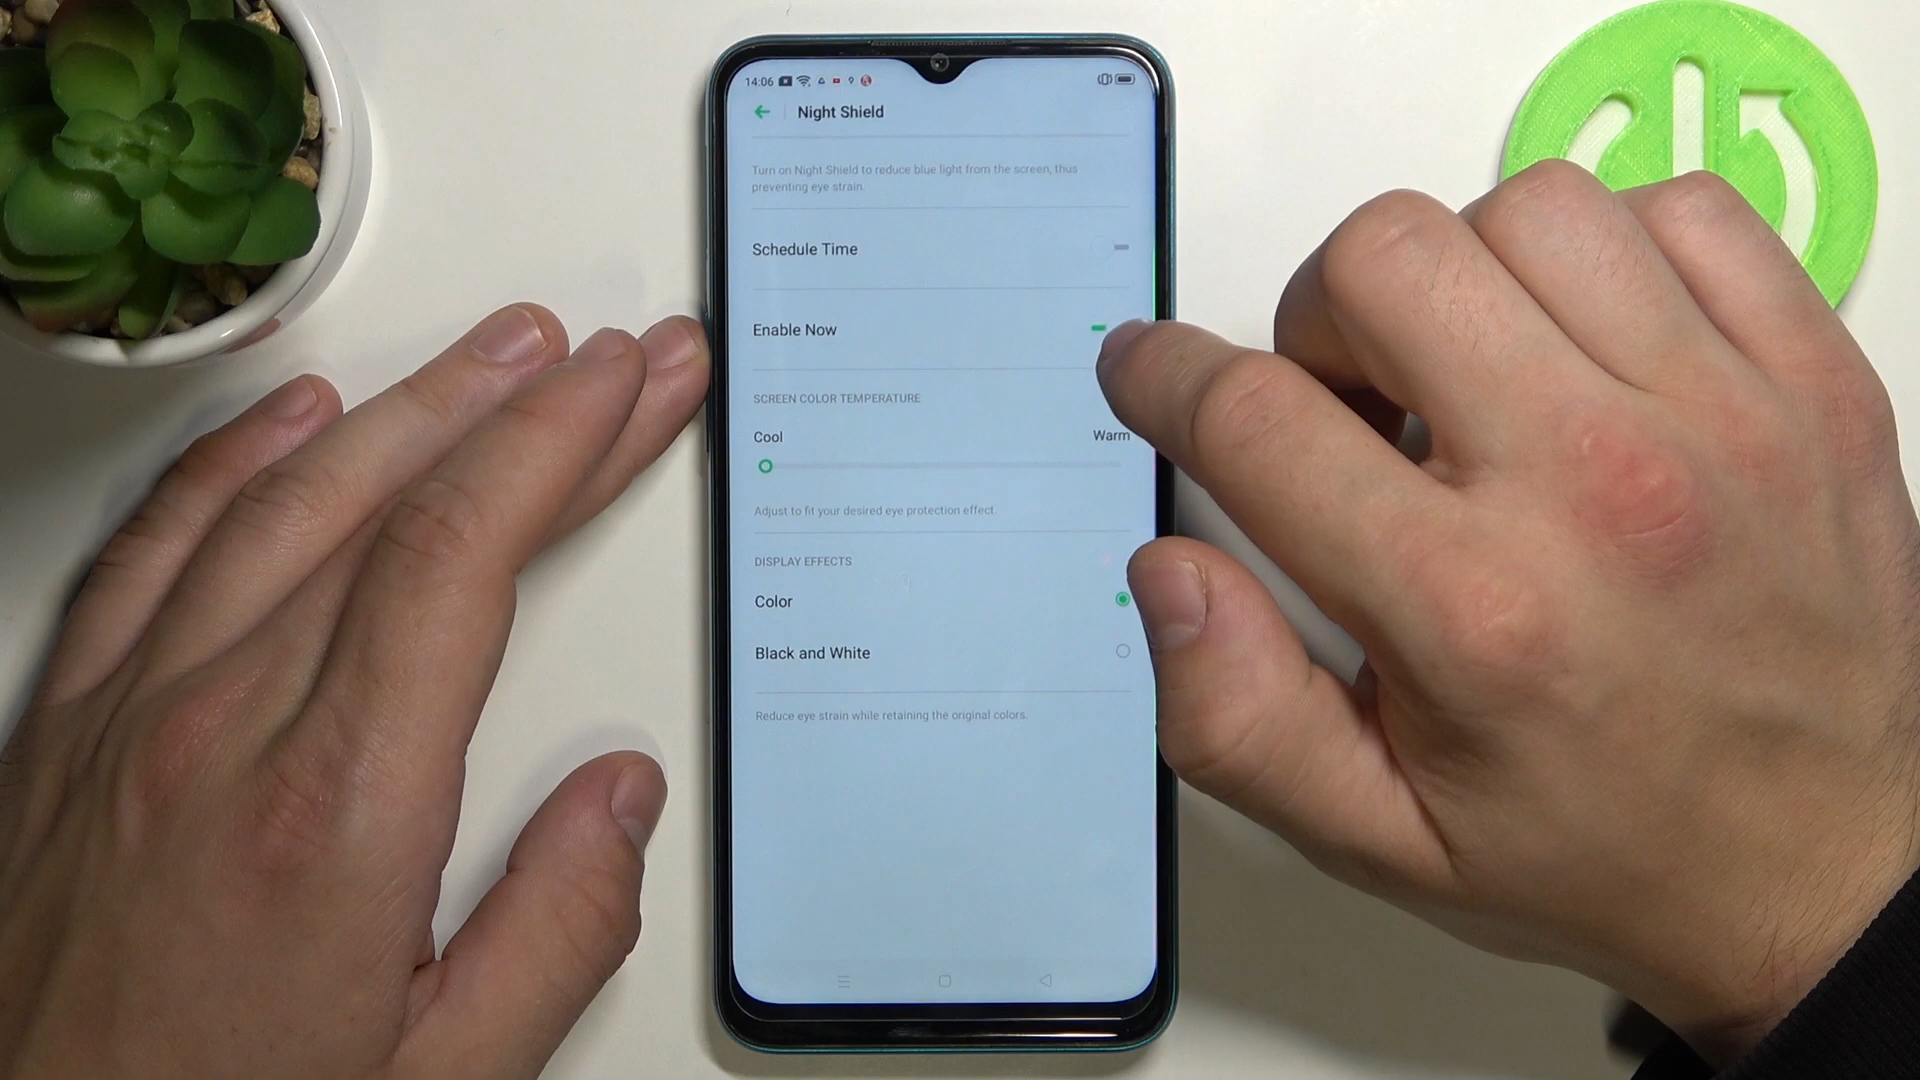 14:06
Night Shield
Turn on Night Shield to reduce blue light from the screen, thus
preventing eye strain.
Schedule Time
Enable Now
SCREEN COLOR TEMPERATURE
Cool Warm
Adjust to fit your desired eye protection effect.
DISPLAY EFFECTS
Color
Black and White
Reduce eye strain while retaining the original colors.